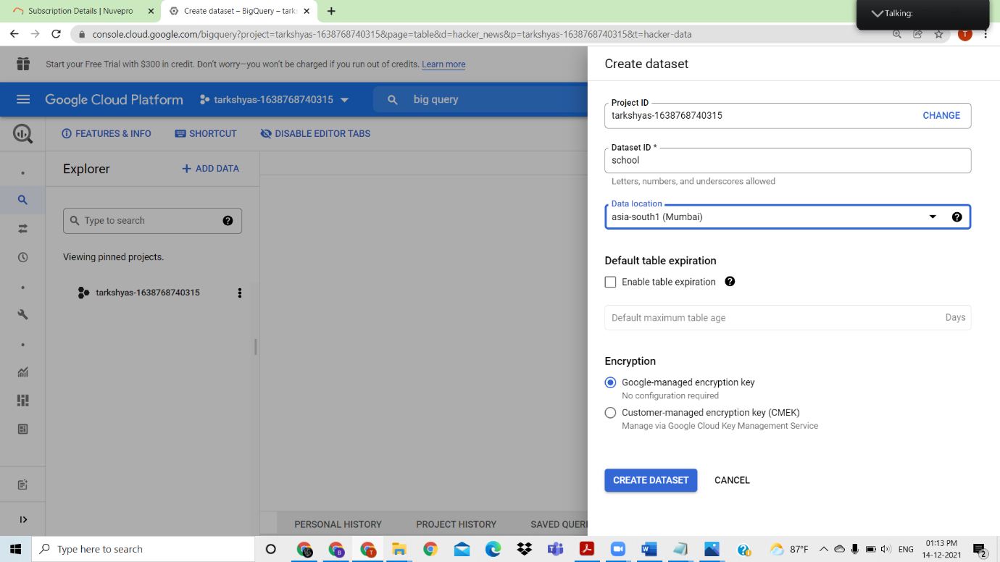 Subscription Details | Nuvepro
Create dataset – BigQuery – tarks
Talking:
console.cloud.google.com/bigquery?project=tarkshyas-1638768740315&page=table&d=hacker_news&p=tarkshyas-1638768740315&t=hacker-data
T
Start your Free Trial with $300 in credit. Don't worry—you won't be charged if you run out of credits. Learn more
Google Cloud Platform
tarkshyas-1638768740315
big query
FEATURES & INFO
SHORTCUT
DISABLE EDITOR TABS
Explorer
+ ADD DATA
Type to search
Viewing pinned projects.
tarkshyas-1638768740315
PERSONAL HISTORY
PROJECT HISTORY
SAVED QUERI
Create dataset
Project ID
tarkshyas-1638768740315
CHANGE
Dataset ID *
school
Letters, numbers, and underscores allowed
Data location
asia-south1 (Mumbai)
Default table expiration
Enable table expiration
Default maximum table age
Days
Encryption
Google-managed encryption key
No configuration required
Customer-managed encryption key (CMEK)
Manage via Google Cloud Key Management Service
CREATE DATASET
CANCEL
Type here to search
87°F
ENG
01:13 PM
14-12-2021
2